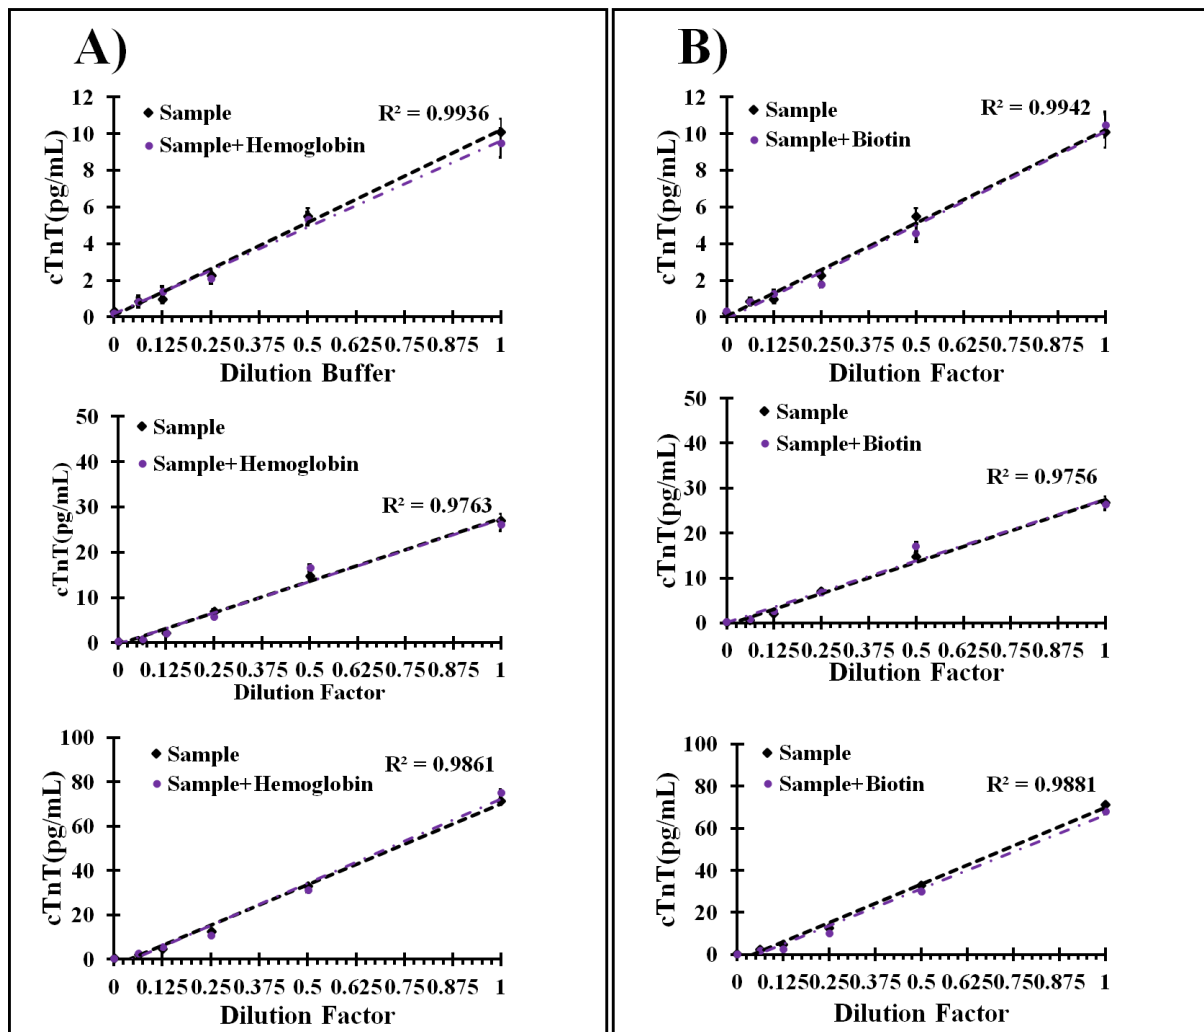 A)
12
10
8
6
4
2
0
cTnT(pg/mL)
Sample
Sample+Hemoglobin
R² = 0.9936
0 0.125 0.25 0.375 0.5 0.625 0.75 0.875 1
Dilution Buffer
50
40
30
20
10
0
cTnT(pg/mL)
Sample
Sample+Hemoglobin
R² = 0.9763
0 0.125 0.25 0.375 0.5 0.625 0.75 0.875 1
Dilution Factor
100
80
60
40
20
0
cTnT(pg/mL)
Sample
Sample+Hemoglobin
R² = 0.9861
0 0.125 0.25 0.375 0.5 0.625 0.75 0.875 1
Dilution Factor
B)
12
10
8
6
4
2
0
cTnT(pg/mL)
Sample
Sample+Biotin
R² = 0.9942
0 0.125 0.25 0.375 0.5 0.625 0.75 0.875 1
Dilution Factor
50
40
30
20
10
0
cTnT(pg/mL)
Sample
Sample+Biotin
R² = 0.9756
0 0.125 0.25 0.375 0.5 0.625 0.75 0.875 1
Dilution Factor
100
80
60
40
20
0
cTnT(pg/mL)
Sample
Sample+Biotin
R² = 0.9881
0 0.125 0.25 0.375 0.5 0.625 0.75 0.875 1
Dilution Factor